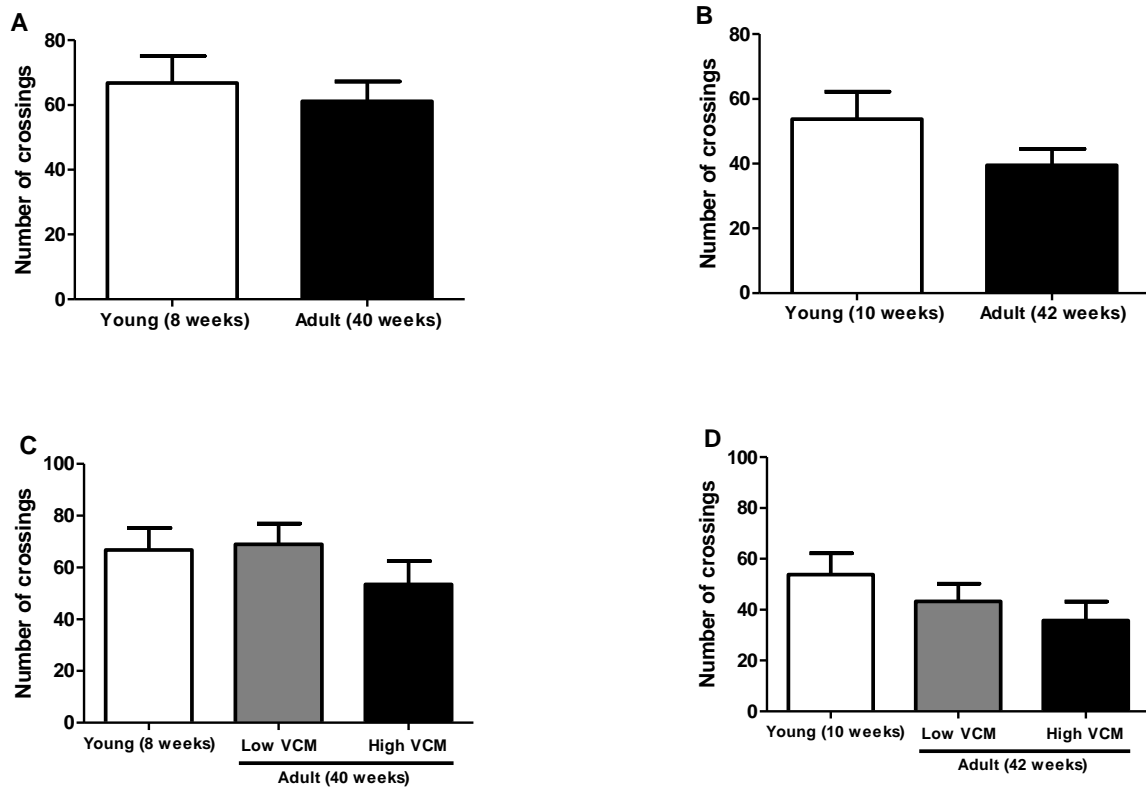 A
Number of crossings
80
60
40
20
0
Young (8 weeks)
Adult (40 weeks)
B
Number of crossings
80
60
40
20
0
Young (10 weeks)
Adult (42 weeks)
C
Number of crossings
100
80
60
40
20
0
Young (8 weeks)
Low VCM
High VCM
Adult (40 weeks)
D
Number of crossings
100
80
60
40
20
0
Young (10 weeks)
Low VCM
High VCM
Adult (42 weeks)